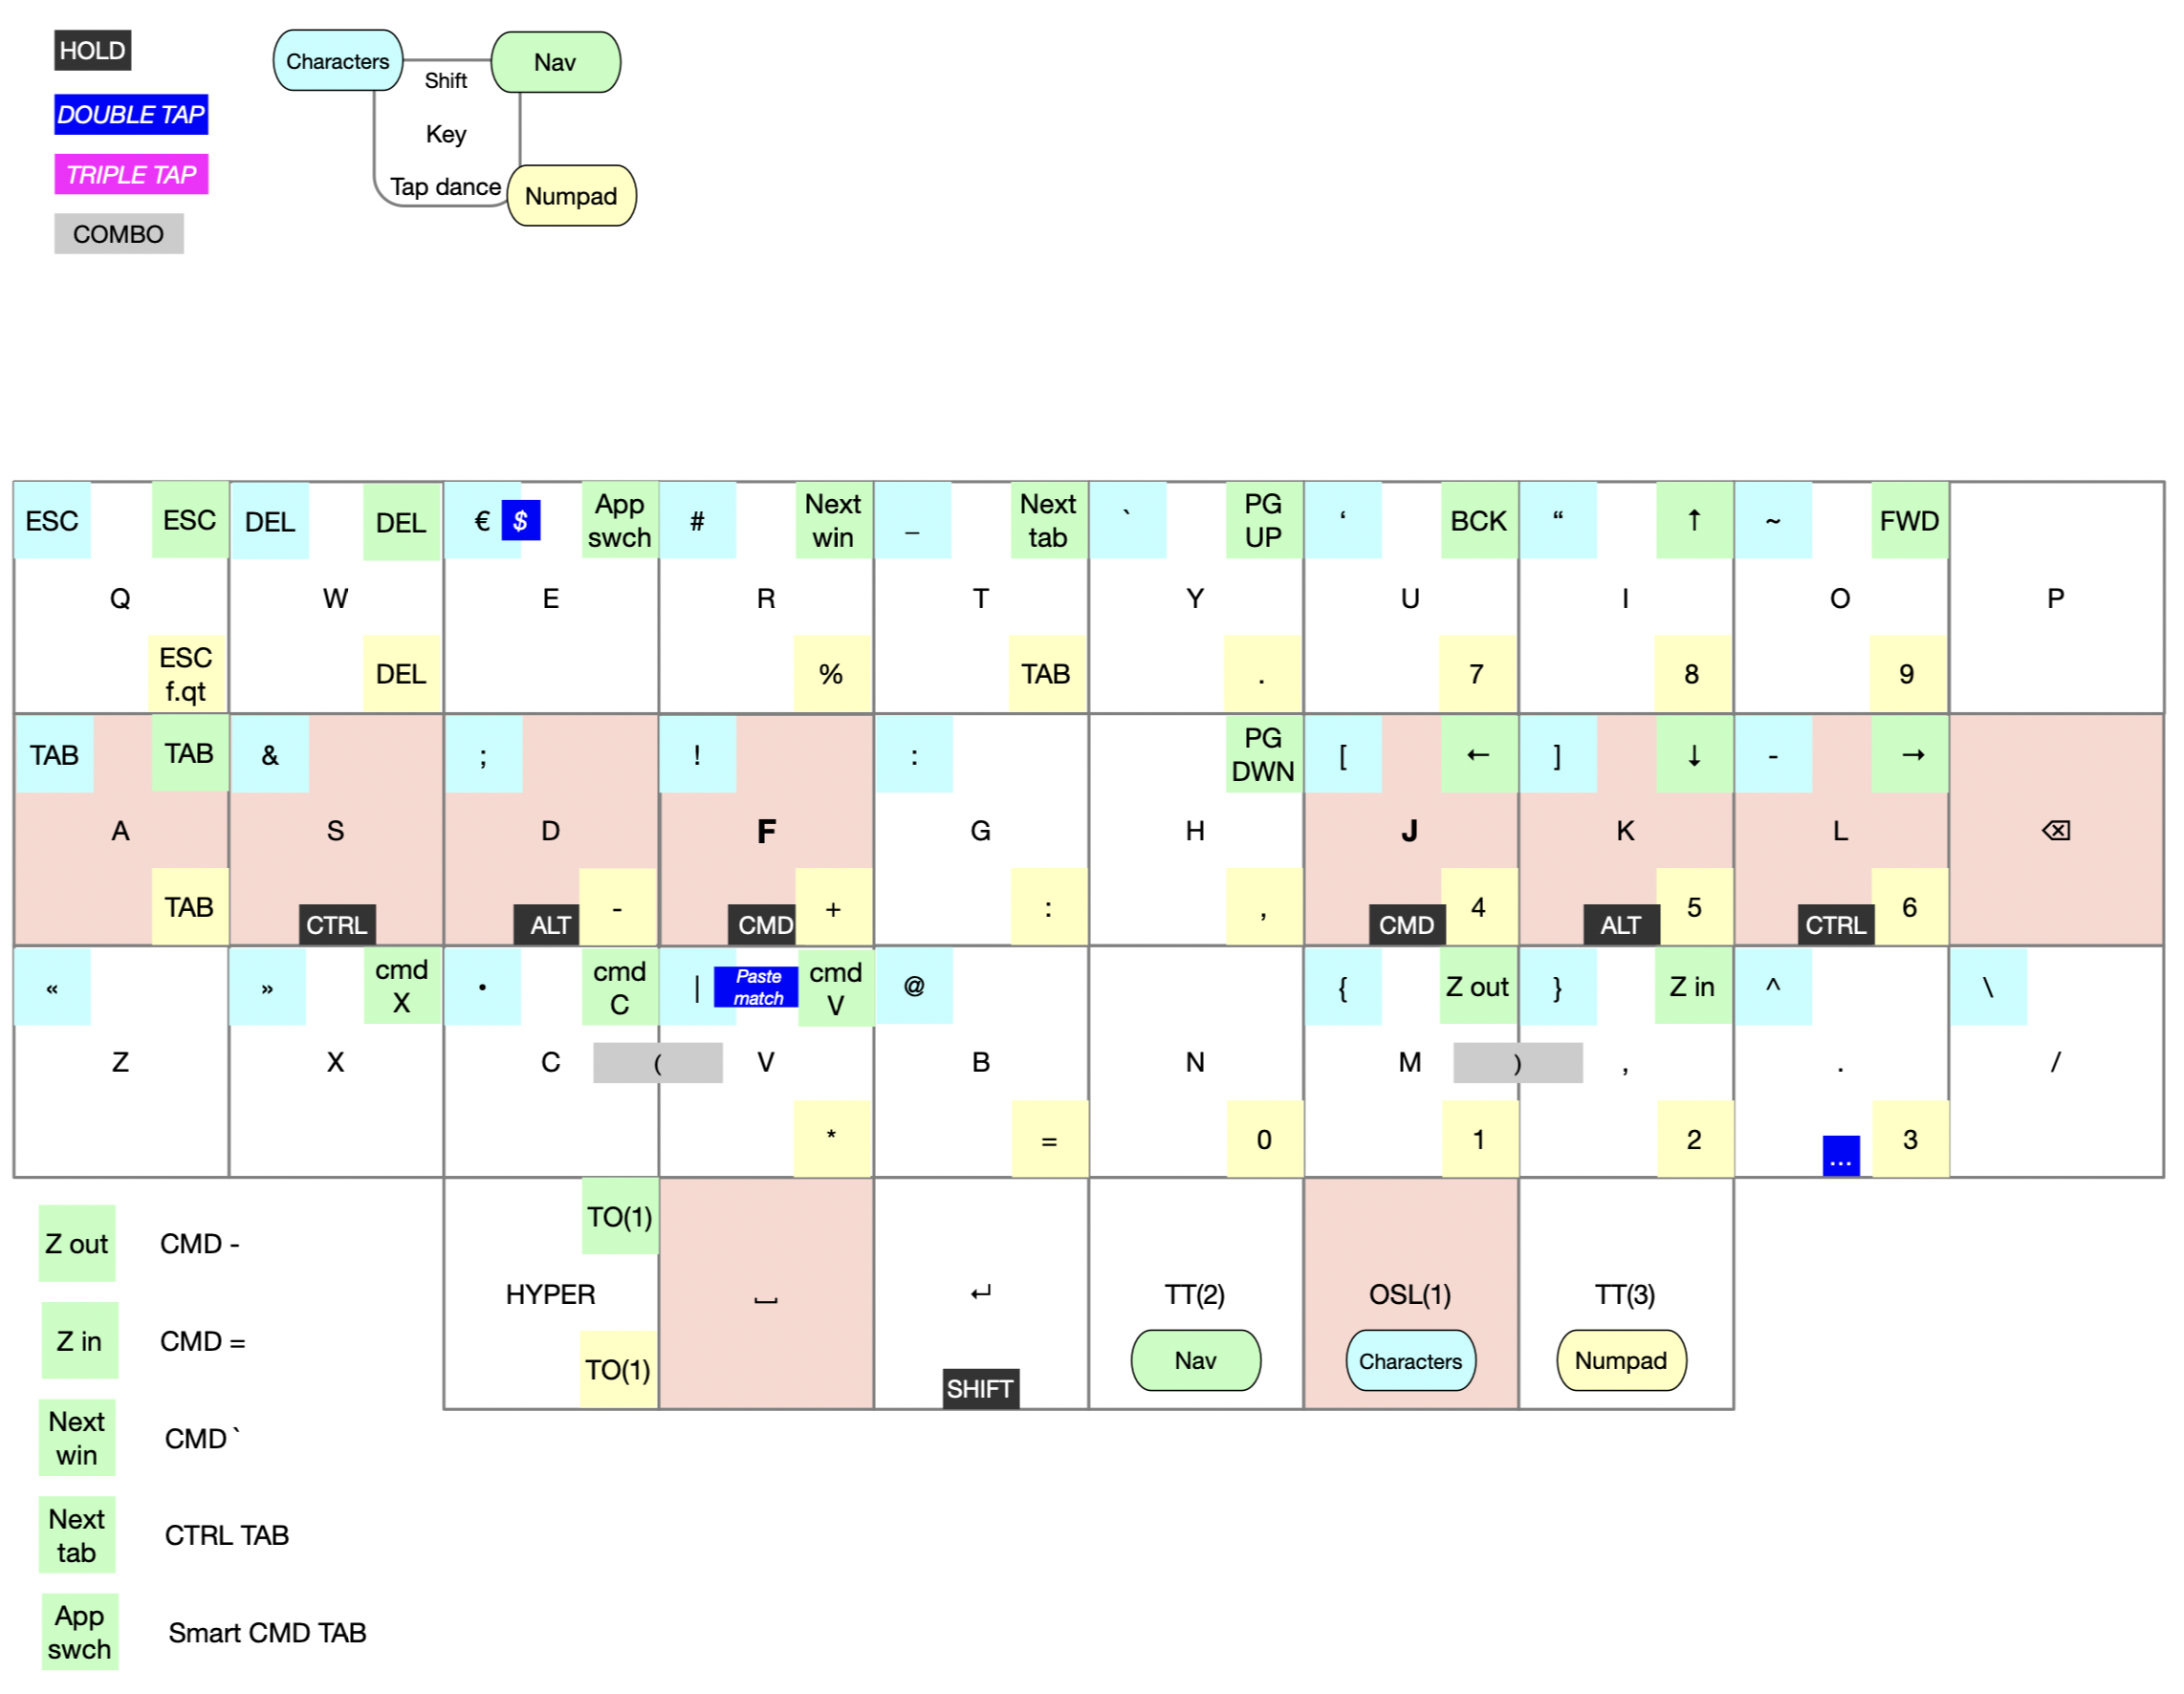 HOLD
DOUBLE TAP
TRIPLE TAP
COMBO
Characters
Shift
Nav
Key
Tap dance
Numpad
ESC
ESC
Q
ESC
f.qt
DEL
DEL
W
DEL
€
$
App
swch
E
#
Next
win
R
%
_
Next
tab
T
TAB
`
PG
UP
Y
.
‘
BCK
U
7
“
↑
I
8
~
FWD
O
9
P
TAB
TAB
A
TAB
&
S
CTRL
;
D
ALT
-
!
F
CMD
+
:
G
:
PG
DWN
H
,
[
←
J
CMD
4
]
↓
K
ALT
5
-
→
L
CTRL
6
⌫
«
Z
»
cmd
X
X
•
cmd
C
C
(
|
Paste
match
cmd
V
V
*
@
B
=
N
0
{
Z out
M
1
)
}
Z in
,
2
^
.
...
3
\
/
TO(1)
HYPER
TO(1)
⎵
↵
SHIFT
TT(2)
Nav
OSL(1)
Characters
TT(3)
Numpad
Z out CMD -
Z in CMD =
Next
win
CMD `
Next
tab
CTRL TAB
App
swch
Smart CMD TAB